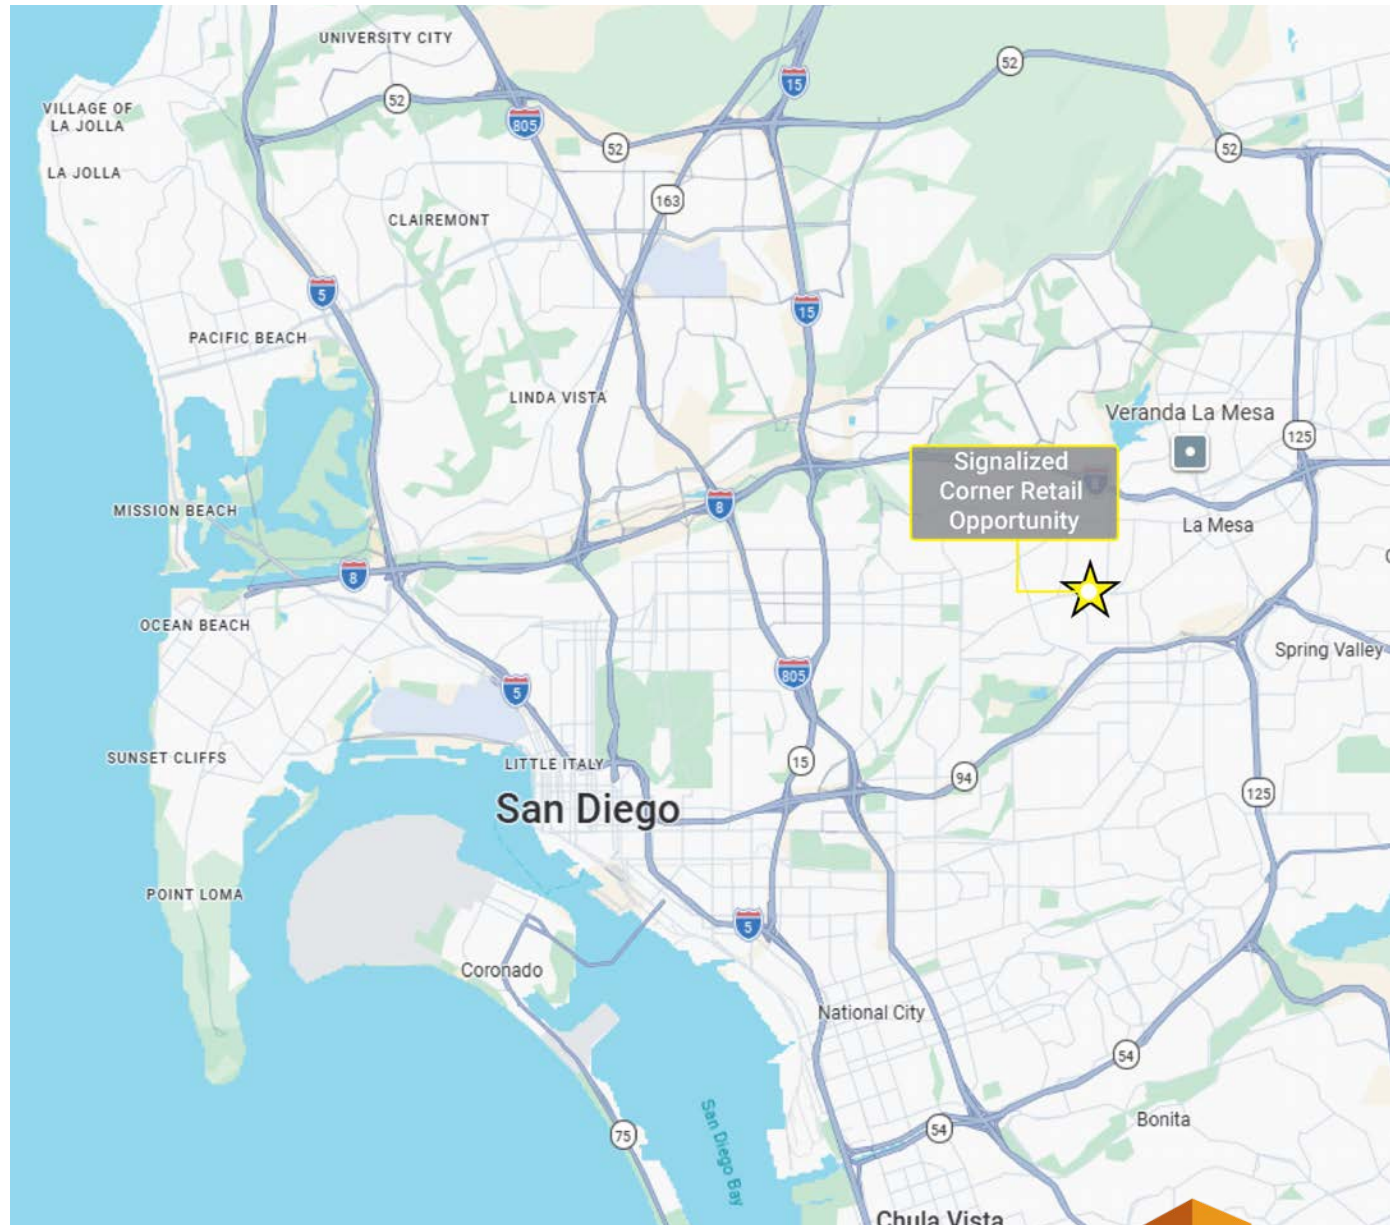 UNIVERSITY CITY
15
52
52
VILLAGE OF
LA JOLLA
805
52
52
LA JOLLA
163
CLAIREMONT
5
15
PACIFIC BEACH
LINDA VISTA
Veranda La Mesa
125
Signalized
Corner Retail
Opportunity
8
8
MISSION BEACH
La Mesa
8
OCEAN BEACH
Spring Valley
805
5
SUNSET CLIFFS
LITTLE ITALY
15
94
San Diego
125
POINT LOMA
5
Coronado
National City
54
San Diego Bay
Bonita
75
54
Chula Vista